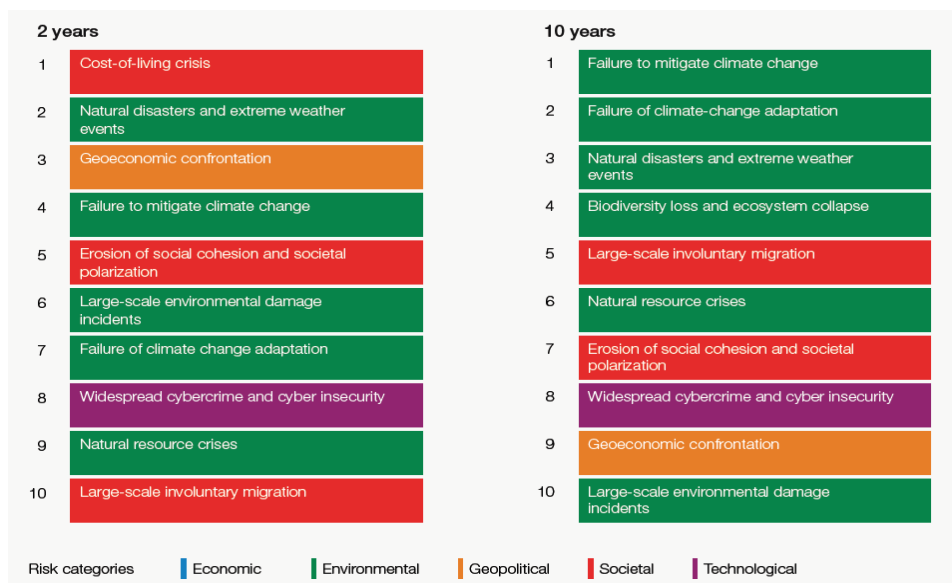 2 years
1 Cost-of-living crisis
2 Natural disasters and extreme weather
events
3 Geoeconomic confrontation
4 Failure to mitigate climate change
5 Erosion of social cohesion and societal
polarization
6 Large-scale environmental damage
incidents
7 Failure of climate change adaptation
8 Widespread cybercrime and cyber insecurity
9 Natural resource crises
10 Large-scale involuntary migration
10 years
1 Failure to mitigate climate change
2 Failure of climate-change adaptation
3 Natural disasters and extreme weather
events
4 Biodiversity loss and ecosystem collapse
5 Large-scale involuntary migration
6 Natural resource crises
7 Erosion of social cohesion and societal
polarization
8 Widespread cybercrime and cyber insecurity
9 Geoeconomic confrontation
10 Large-scale environmental damage
incidents
Risk categories Economic Environmental Geopolitical Societal Technological